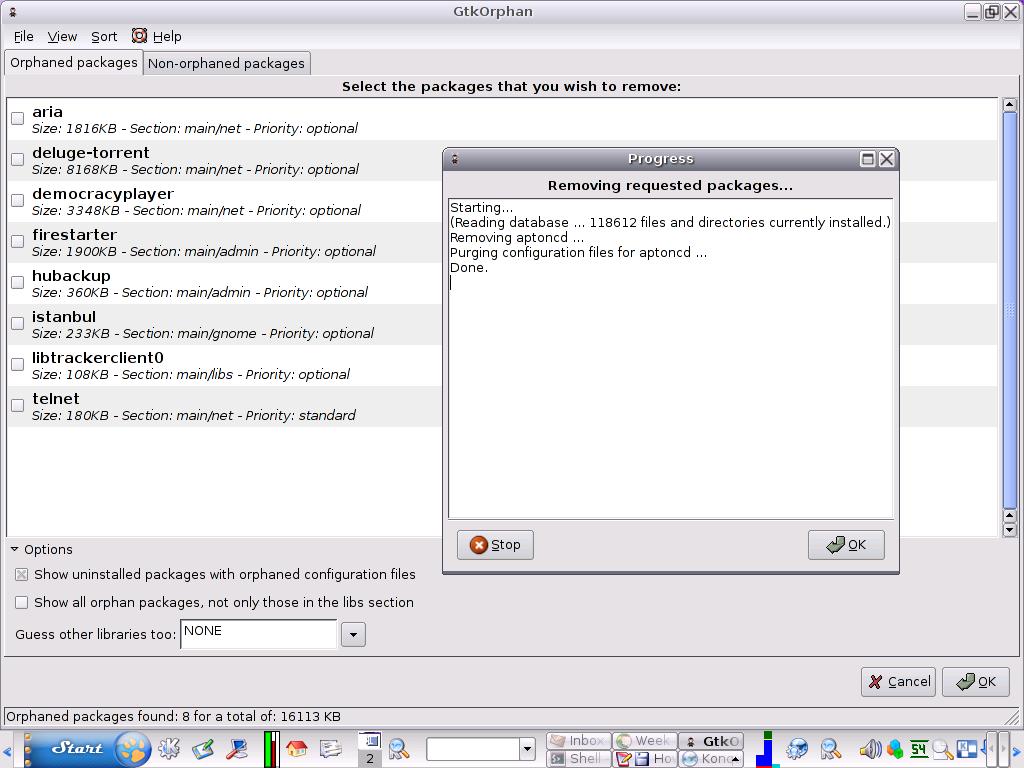 GtkOrphan
File View Sort Help
Orphaned packages Non-orphaned packages
Select the packages that you wish to remove:
aria
Size: 1816KB - Section: main/net - Priority: optional
deluge-torrent
Size: 8168KB - Section: main/net - Priority: optional
democracyplayer
Size: 3348KB - Section: main/net - Priority: optional
firestarter
Size: 1900KB - Section: main/admin - Priority: optional
hubackup
Size: 360KB - Section: main/admin - Priority: optional
istanbul
Size: 233KB - Section: main/gnome - Priority: optional
libtrackerclient0
Size: 108KB - Section: main/libs - Priority: optional
telnet
Size: 180KB - Section: main/net - Priority: standard
Progress
Removing requested packages...
Starting...
(Reading database ... 118612 files and directories currently installed.)
Removing aptoncd ...
Purging configuration files for aptoncd ...
Done.
Stop OK
Options
Show uninstalled packages with orphaned configuration files
Show all orphan packages, not only those in the libs section
Guess other libraries too: NONE
Cancel OK
Orphaned packages found: 8 for a total of: 16113 KB
Start 2 Inbox Week GtkO 54
Shell Ho Kon